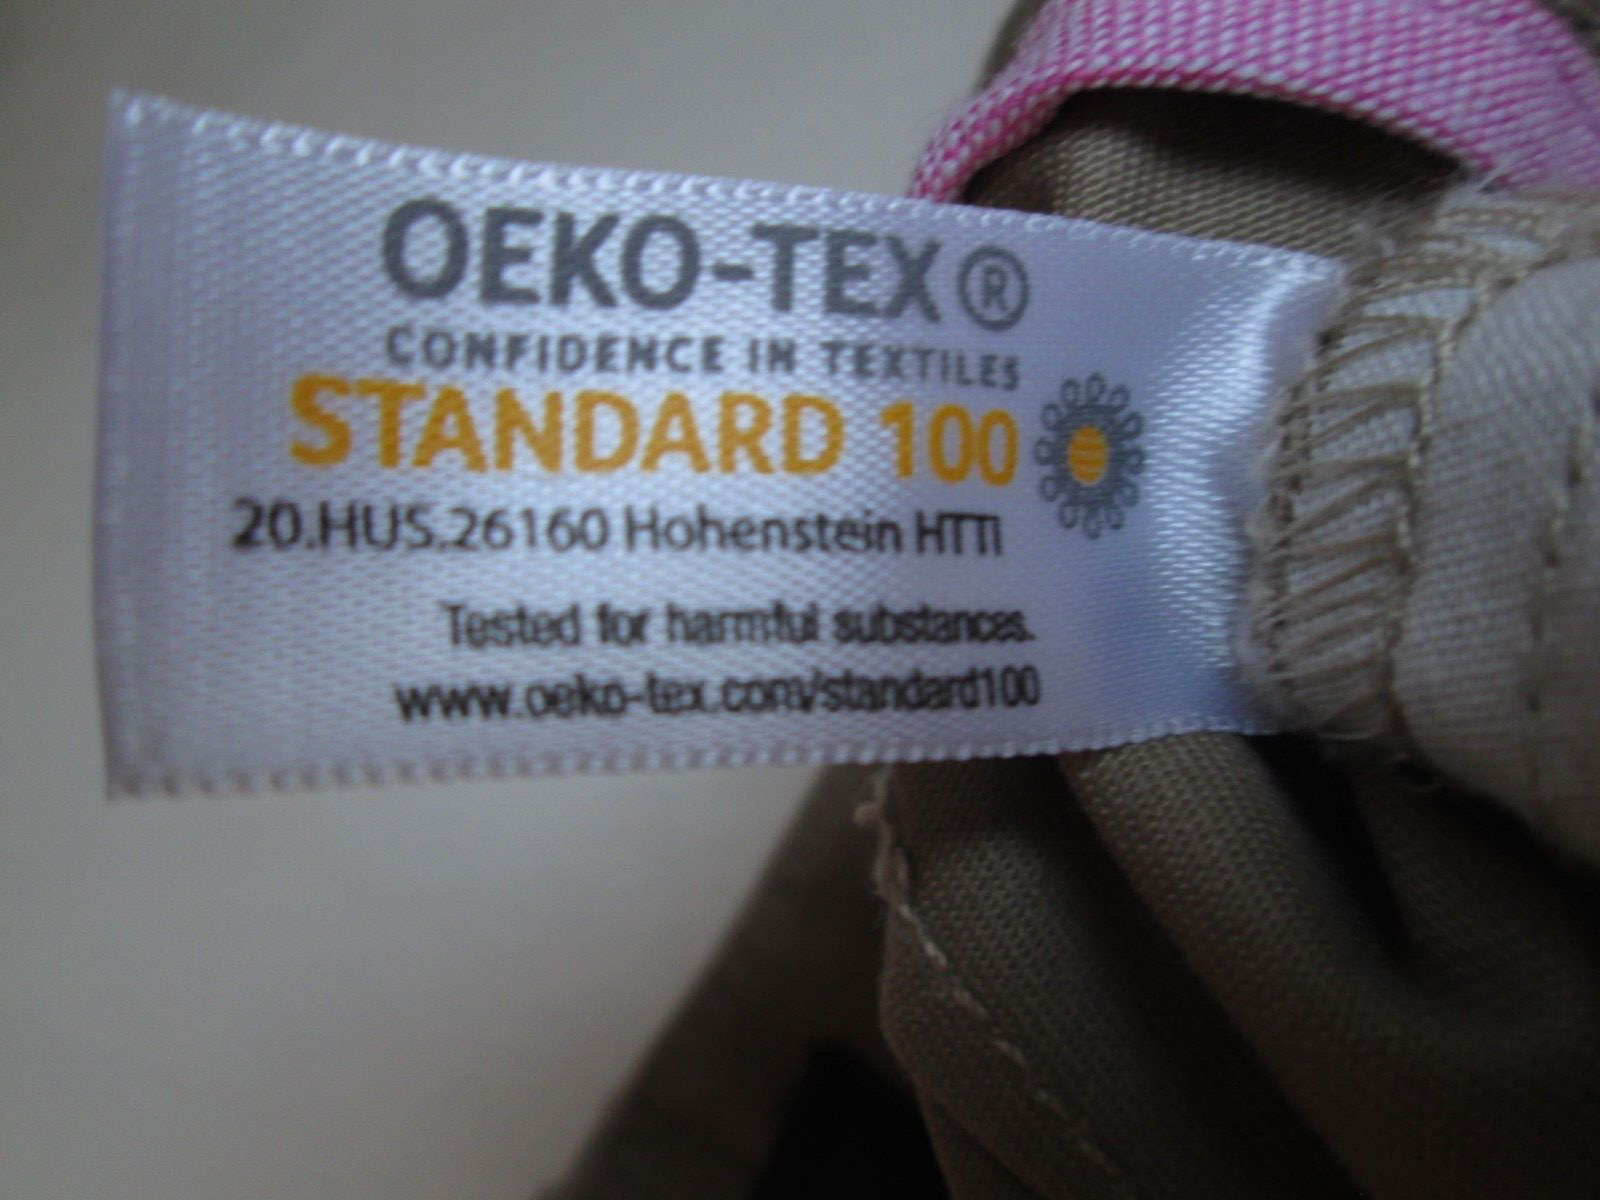 OEKO-TEX®
CONFIDENCE IN TEXTILES
STANDARD 100
20.HUS.26160 Hohenstein HTTI
Tested for harmful substances.
www.oeko-tex.com/standard100